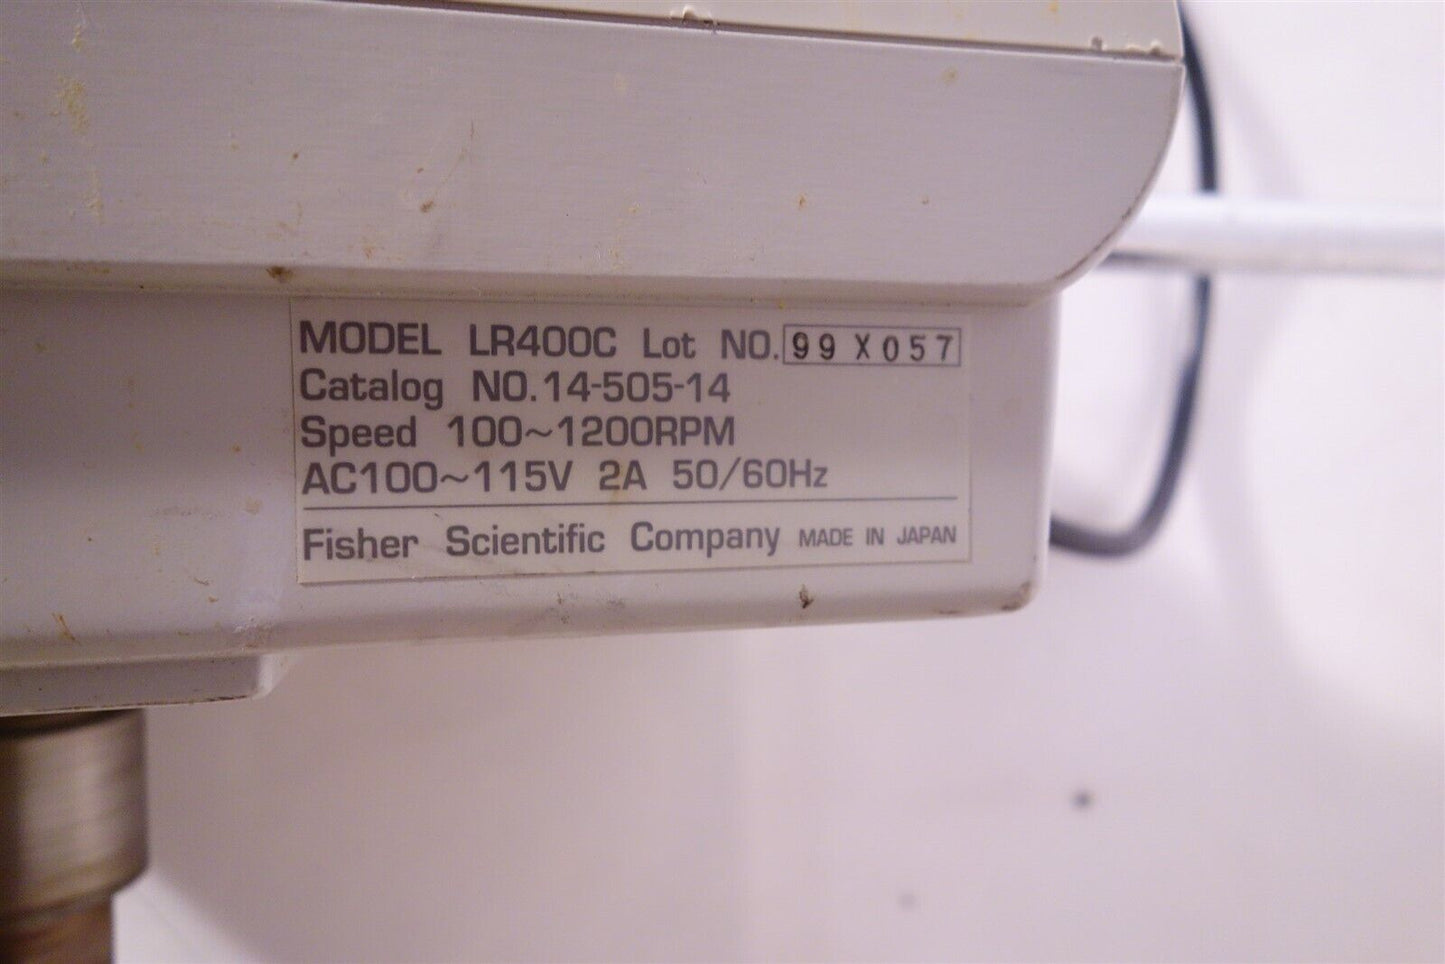 MODEL LR400C Lot NO. 99 X 057
Catalog NO.14-505-14
Speed 100~1200RPM
AC100~115V 2A 50/60Hz
Fisher Scientific Company MADE IN JAPAN